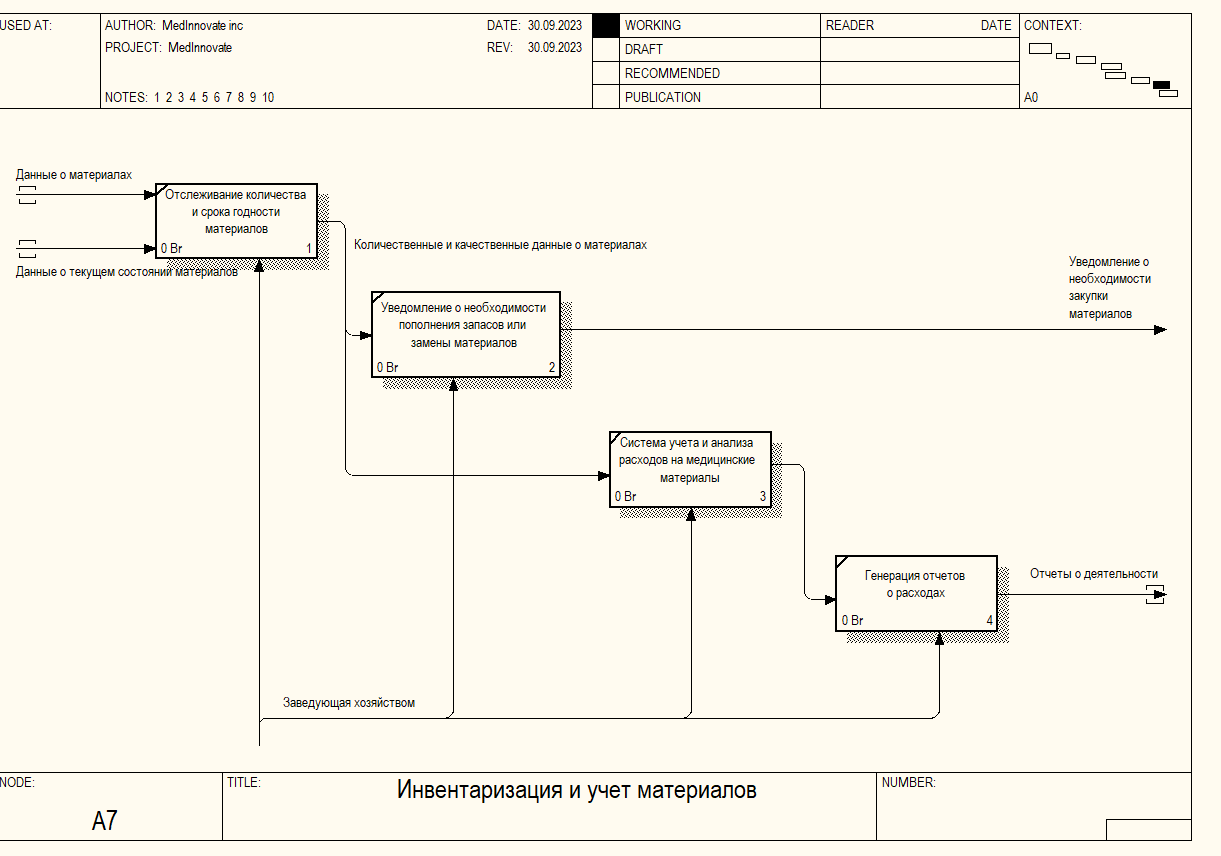 USED AT:
AUTHOR: MedInnovate inc
DATE: 30.09.2023
PROJECT: MedInnovate
REV: 30.09.2023
NOTES: 1 2 3 4 5 6 7 8 9 10
WORKING
DRAFT
RECOMMENDED
PUBLICATION
READER
DATE
CONTEXT:
A0
Данные о материалах
Отслеживание количества
и срока годности
материалов
0 Br
1
Данные о текущем состоянии материалов
Количественные и качественные данные о материалах
Уведомление о
необходимости
закупки
материалов
Уведомление о необходимости
пополнения запасов или
замены материалов
0 Br
2
Система учета и анализа
расходов на медицинские
материалы
0 Br
3
Генерация отчетов
о расходах
0 Br
4
Отчеты о деятельности
Заведующая хозяйством
NODE:
A7
TITLE:
Инвентаризация и учет материалов
NUMBER: